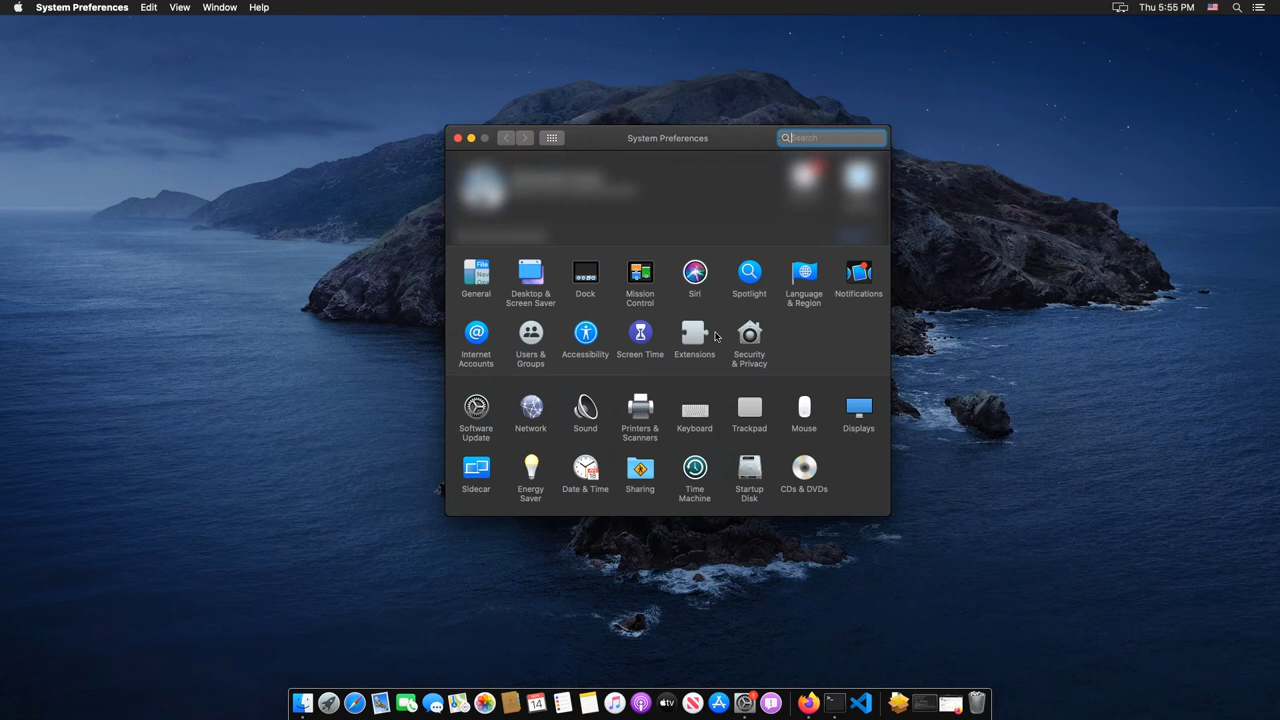 System Preferences Edit View Window Help Thu 5:55 PM
System Preferences Search
General Desktop & Screen Saver Dock Mission Control Siri Spotlight Language & Region Notifications
Internet Accounts Users & Groups Accessibility Screen Time Extensions Security & Privacy
Software Update Network Sound Printers & Scanners Keyboard Trackpad Mouse Displays
Sidecar Energy Saver Date & Time Sharing Time Machine Startup Disk CDs & DVDs